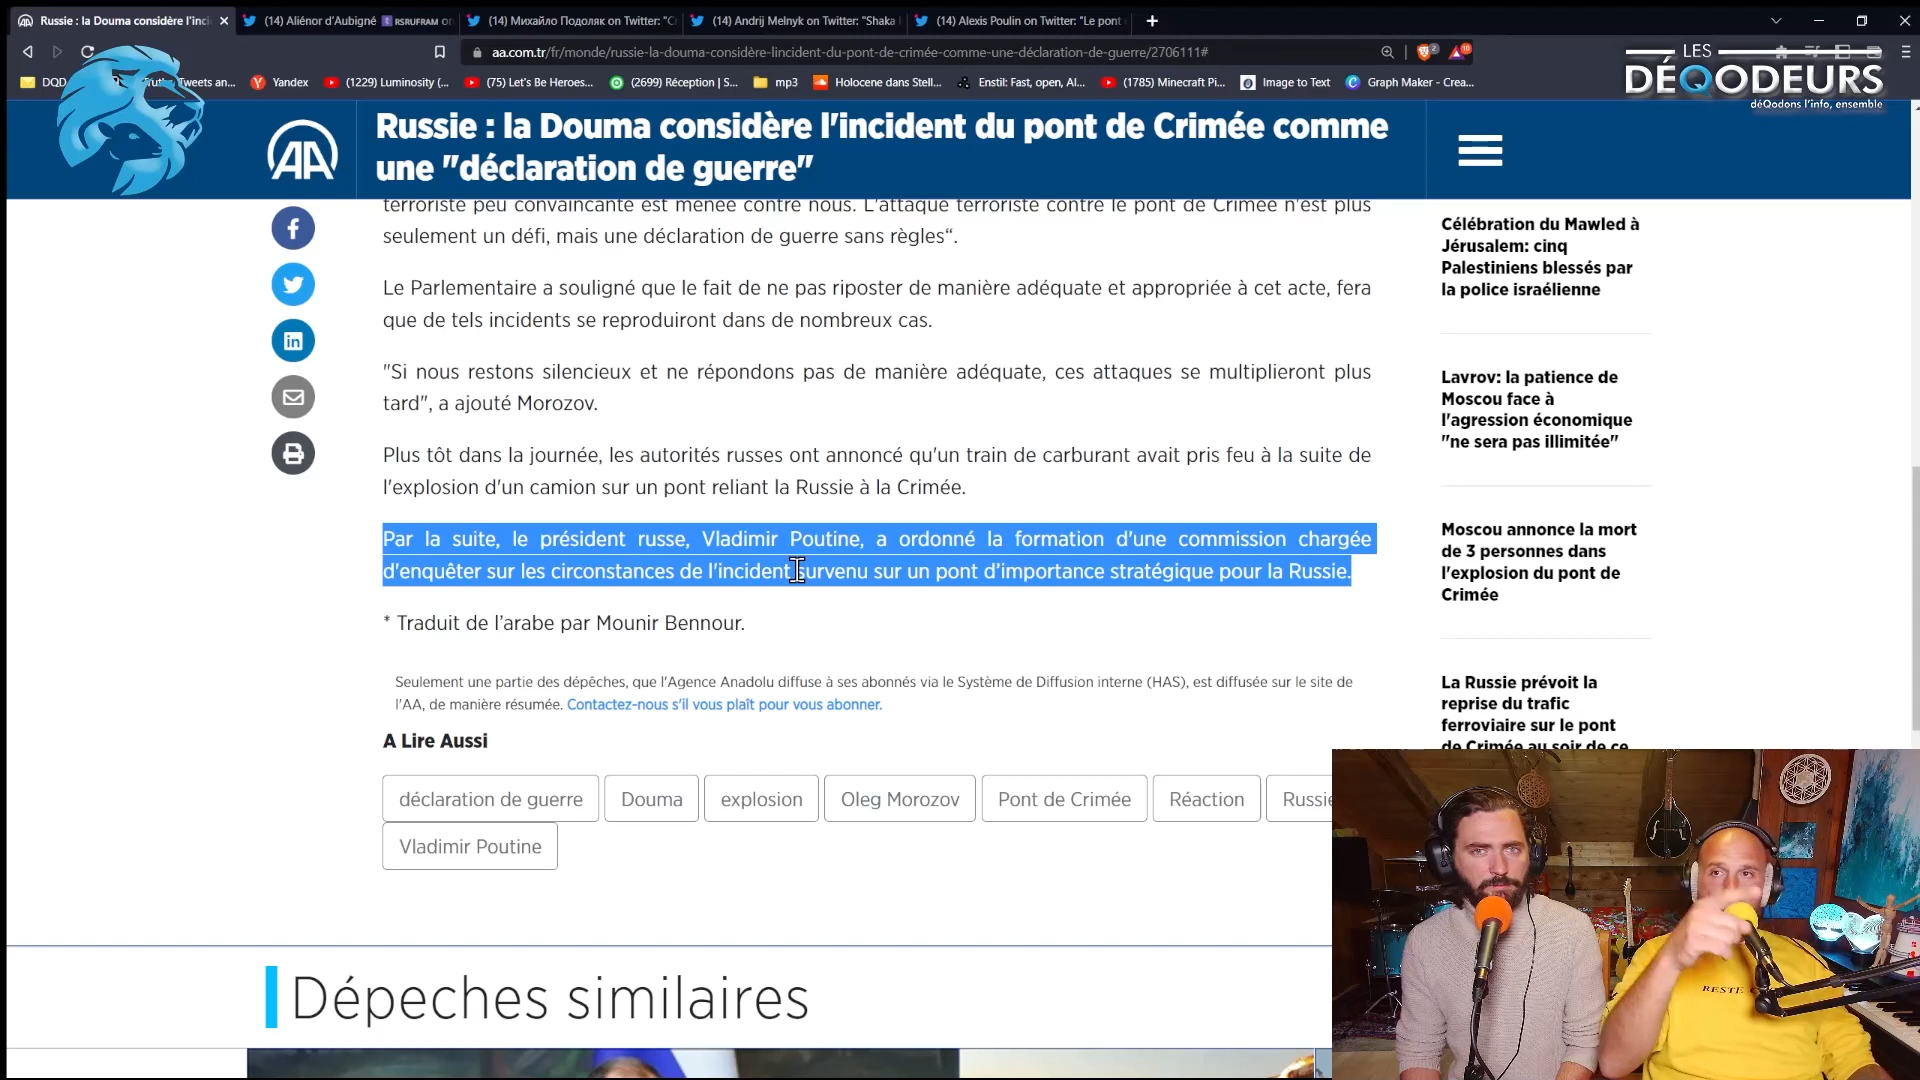 Russie : la Douma considère l'inci
(14) Aliénor d'Aubigné
RSRUFRAM
(14) Михайло Подоляк on Twitter: "C
(14) Andrij Melnyk on Twitter: "Shaka
(14) Alexis Poulin on Twitter: "Le pont
aa.com.tr/fr/monde/russie-la-douma-considère-lincident-du-pont-de-crimée-comme-une-déclaration-de-guerre/2706111#
LES
DÉQODEURS
déQodons l'info, ensemble
DQD
Tweets an...
Yandex
(1229) Luminosity (...
(75) Let's Be Heroes...
(2699) Réception | S...
mp3
Holocene dans Stell...
Enstil: Fast, open, Al...
(1785) Minecraft Pi...
Image to Text
Graph Maker - Crea...
AA
Russie : la Douma considère l'incident du pont de Crimée comme
une "déclaration de guerre"
terroriste peu convaincante est menée contre nous. L'attaque terroriste contre le pont de Crimée n'est plus
seulement un défi, mais une déclaration de guerre sans règles“.
Le Parlementaire a souligné que le fait de ne pas riposter de manière adéquate et appropriée à cet acte, fera
que de tels incidents se reproduiront dans de nombreux cas.
"Si nous restons silencieux et ne répondons pas de manière adéquate, ces attaques se multiplieront plus
tard", a ajouté Morozov.
Plus tôt dans la journée, les autorités russes ont annoncé qu'un train de carburant avait pris feu à la suite de
l'explosion d'un camion sur un pont reliant la Russie à la Crimée.
Par la suite, le président russe, Vladimir Poutine, a ordonné la formation d'une commission chargée
d'enquêter sur les circonstances de l'incident survenu sur un pont d’importance stratégique pour la Russie.
* Traduit de l’arabe par Mounir Bennour.
Seulement une partie des dépêches, que l'Agence Anadolu diffuse à ses abonnés via le Système de Diffusion interne (HAS), est diffusée sur le site de
l'AA, de manière résumée. Contactez-nous s'il vous plaît pour vous abonner.
A Lire Aussi
déclaration de guerre
Douma
explosion
Oleg Morozov
Pont de Crimée
Réaction
Russie
Vladimir Poutine
Dépeches similaires
Célébration du Mawled à
Jérusalem: cinq
Palestiniens blessés par
la police israélienne
Lavrov: la patience de
Moscou face à
l'agression économique
"ne sera pas illimitée”
Moscou annonce la mort
de 3 personnes dans
l'explosion du pont de
Crimée
La Russie prévoit la
reprise du trafic
ferroviaire sur le pont
de Crimée au soir de ce
RESTE